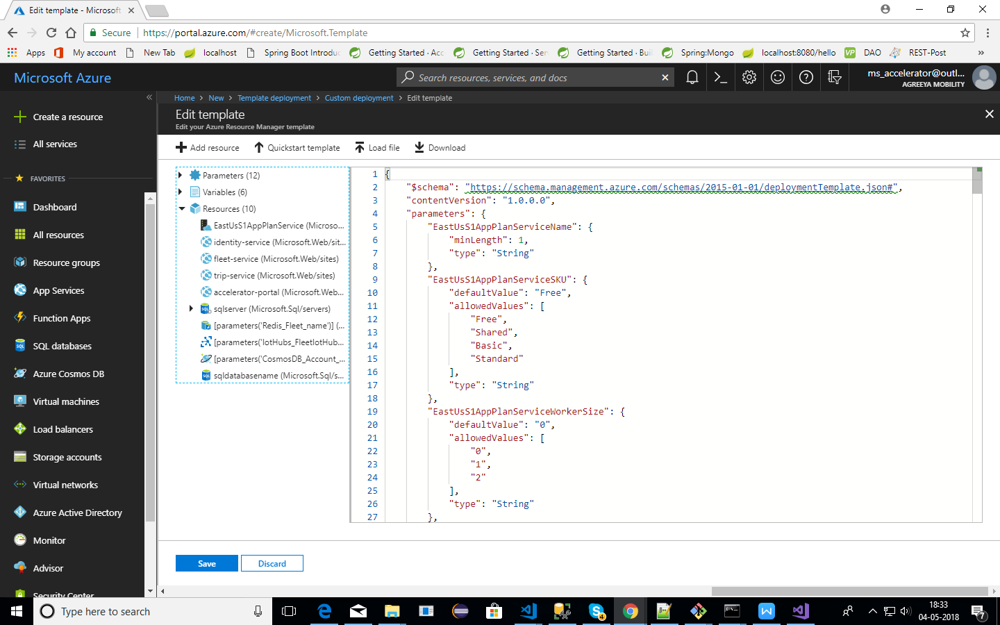 Edit template - Microsoft
Secure https://portal.azure.com/#create/Microsoft.Template
Apps My account New Tab localhost Spring Boot Introduc Getting Started · Acc Getting Started · Ser Getting Started · Buil Spring:Mongo localhost:8080/hello VP DAO REST-Post »
Microsoft Azure Search resources, services, and docs ms_accelerator@outl...
AGREEYA MOBILITY
Home > New > Template deployment > Custom deployment > Edit template
Edit template
Edit your Azure Resource Manager template
Create a resource
All services
FAVORITES
Dashboard
All resources
Resource groups
App Services
Function Apps
SQL databases
Azure Cosmos DB
Virtual machines
Load balancers
Storage accounts
Virtual networks
Azure Active Directory
Monitor
Advisor
Security Center
Add resource Quickstart template Load file Download
Parameters (12)
Variables (6)
Resources (10)
EastUsS1AppPlanService (Microso...
identity-service (Microsoft.Web/sit...
fleet-service (Microsoft.Web/sites)
trip-service (Microsoft.Web/sites)
accelerator-portal (Microsoft.Web...
sqlserver (Microsoft.Sql/servers)
[parameters('Redis_Fleet_name')] (...
[parameters('IotHubs_FleetIotHub...
[parameters('CosmosDB_Account_...
sqldatabasename (Microsoft.Sql/s...
1 {
2 "$schema": "https://schema.management.azure.com/schemas/2015-01-01/deploymentTemplate.json#",
3 "contentVersion": "1.0.0.0",
4 "parameters": {
5 "EastUsS1AppPlanServiceName": {
6 "minLength": 1,
7 "type": "String"
8 },
9 "EastUsS1AppPlanServiceSKU": {
10 "defaultValue": "Free",
11 "allowedValues": [
12 "Free",
13 "Shared",
14 "Basic",
15 "Standard"
16 ],
17 "type": "String"
18 },
19 "EastUsS1AppPlanServiceWorkerSize": {
20 "defaultValue": "0",
21 "allowedValues": [
22 "0",
23 "1",
24 "2"
25 ],
26 "type": "String"
27 },
Save Discard
Type here to search
4
18:33
04-05-2018
7